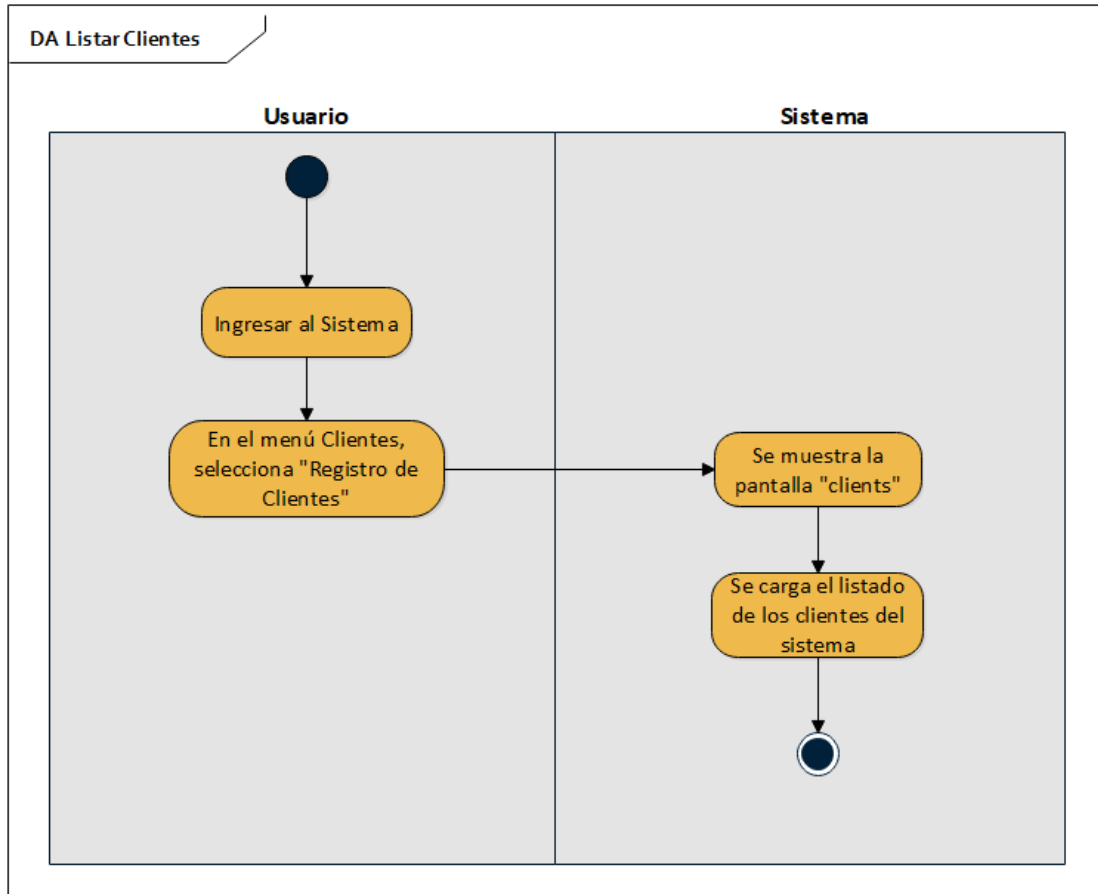 DA Listar Clientes
Usuario
Sistema
Ingresar al Sistema
En el menú Clientes,
selecciona "Registro de
Clientes"
Se muestra la
pantalla "clients"
Se carga el listado
de los clientes del
sistema